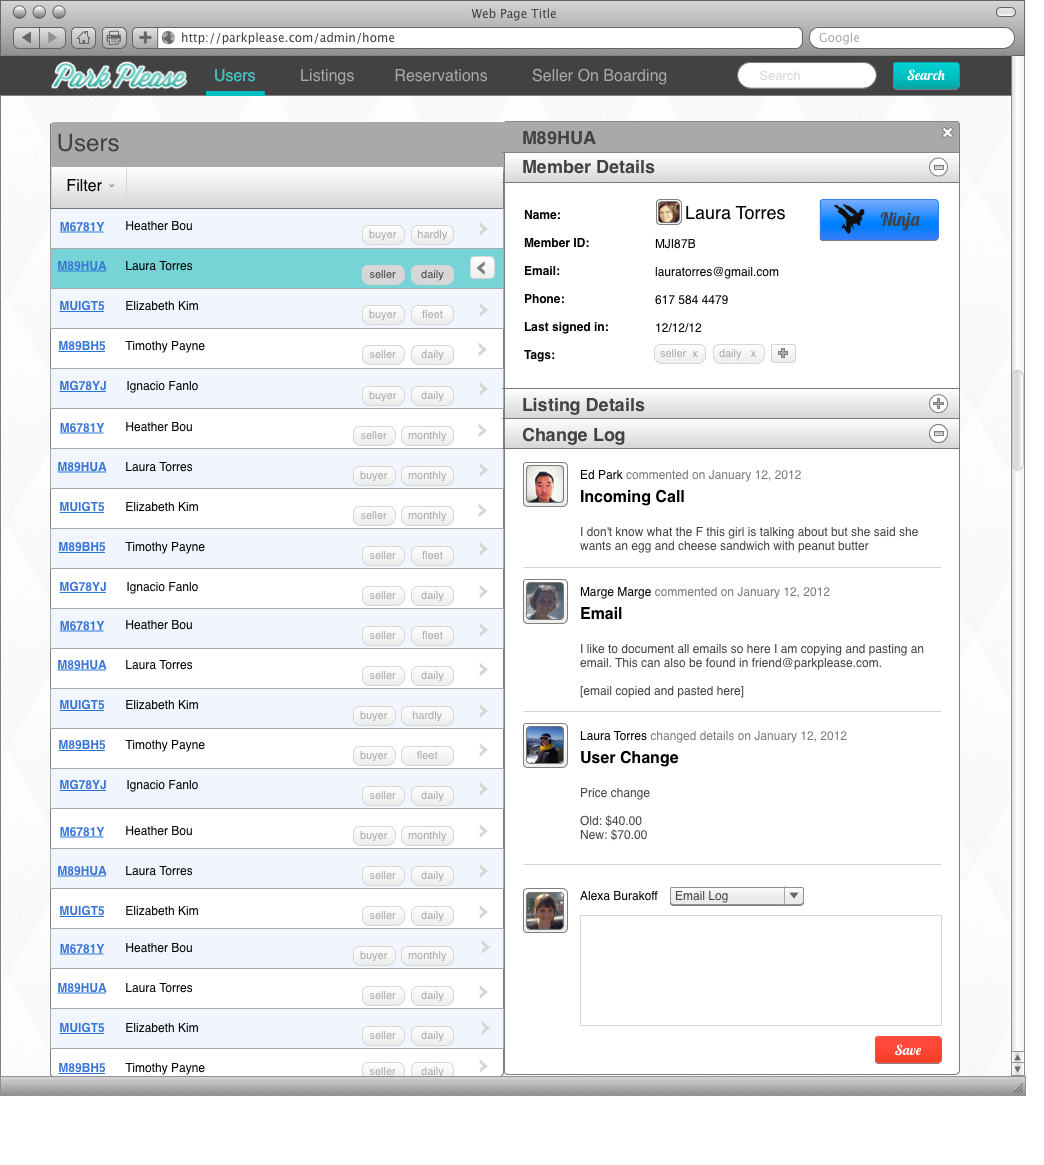 Web Page Title
http://parkplease.com/admin/home
Google
Park Please
Users
Listings
Reservations
Seller On Boarding
Search
Search
Users
Filter
M6781Y Heather Bou buyer hardly
M89HUA Laura Torres seller daily
MUIGT5 Elizabeth Kim buyer fleet
M89BH5 Timothy Payne seller daily
MG78YJ Ignacio Fanlo buyer daily
M6781Y Heather Bou seller monthly
M89HUA Laura Torres buyer monthly
MUIGT5 Elizabeth Kim seller monthly
M89BH5 Timothy Payne seller fleet
MG78YJ Ignacio Fanlo seller daily
M6781Y Heather Bou seller fleet
M89HUA Laura Torres seller daily
MUIGT5 Elizabeth Kim buyer hardly
M89BH5 Timothy Payne buyer fleet
MG78YJ Ignacio Fanlo seller daily
M6781Y Heather Bou buyer monthly
M89HUA Laura Torres seller daily
MUIGT5 Elizabeth Kim seller daily
M6781Y Heather Bou buyer monthly
M89HUA Laura Torres seller daily
MUIGT5 Elizabeth Kim seller daily
M89BH5 Timothy Payne seller daily
M89HUA
Member Details
Name: Laura Torres
Ninja
Member ID: MJI87B
Email: lauratorres@gmail.com
Phone: 617 584 4479
Last signed in: 12/12/12
Tags: seller x daily x
Listing Details
Change Log
Ed Park commented on January 12, 2012
Incoming Call
I don't know what the F this girl is talking about but she said she
wants an egg and cheese sandwich with peanut butter
Marge Marge commented on January 12, 2012
Email
I like to document all emails so here I am copying and pasting an
email. This can also be found in friend@parkplease.com.
[email copied and pasted here]
Laura Torres changed details on January 12, 2012
User Change
Price change
Old: $40.00
New: $70.00
Alexa Burakoff Email Log
Save